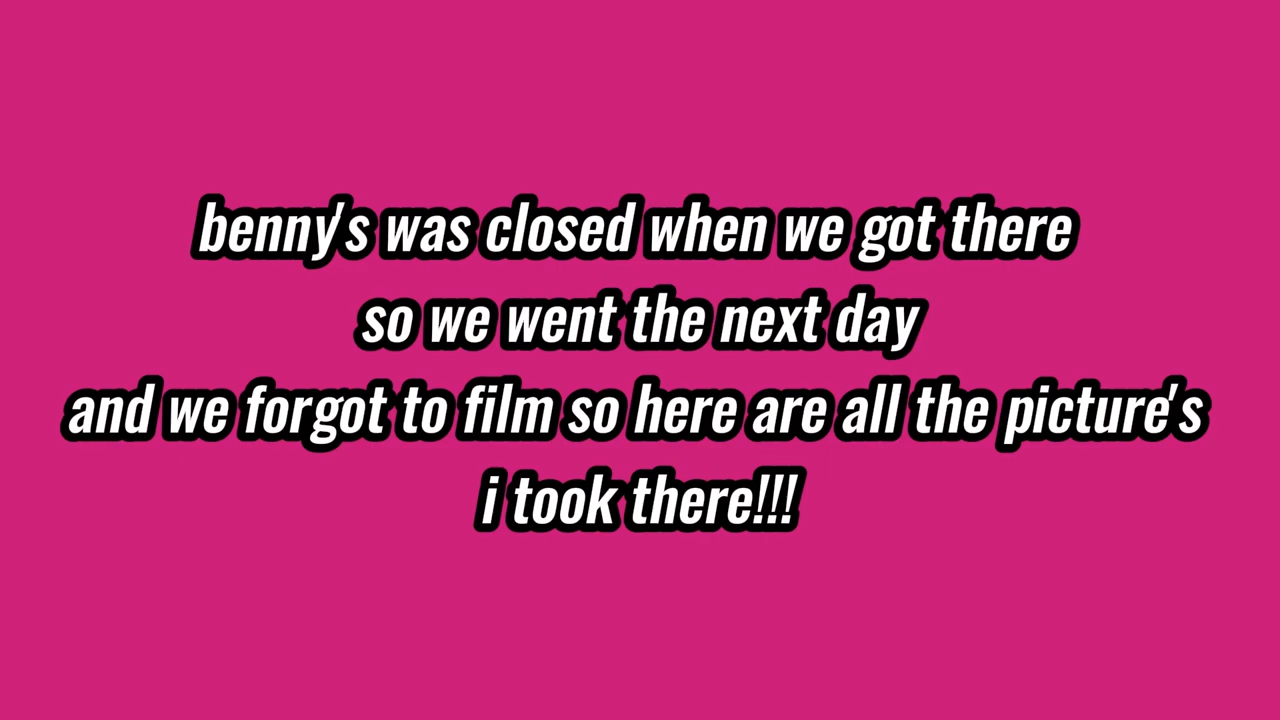 benny's was closed when we got there
so we went the next day
and we forgot to film so here are all the picture's
i took there!!!